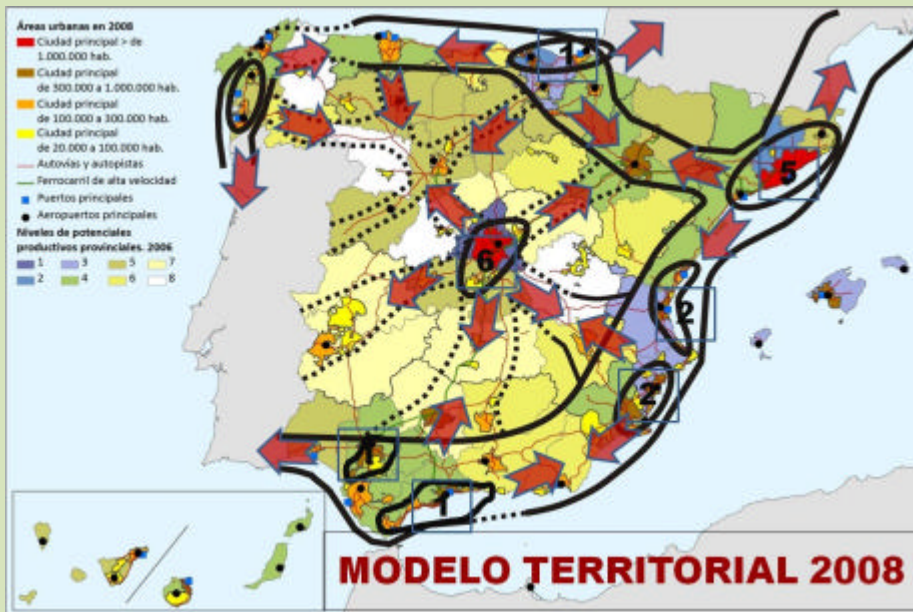 Áreas urbanas en 2008
Ciudad principal > de
1.000.000 hab.
Ciudad principal
de 300.000 a 1.000.000 hab.
Ciudad principal
de 100.000 a 300.000 hab.
Ciudad principal
de 20.000 a 100.000 hab.
Autovías y autopistas
Ferrocarril de alta velocidad
Puertos principales
Aeropuertos principales
Niveles de potenciales
productivos provinciales. 2006
1 3 5 7
2 4 6 8
1
5
6
2
2
1
1
MODELO TERRITORIAL 2008